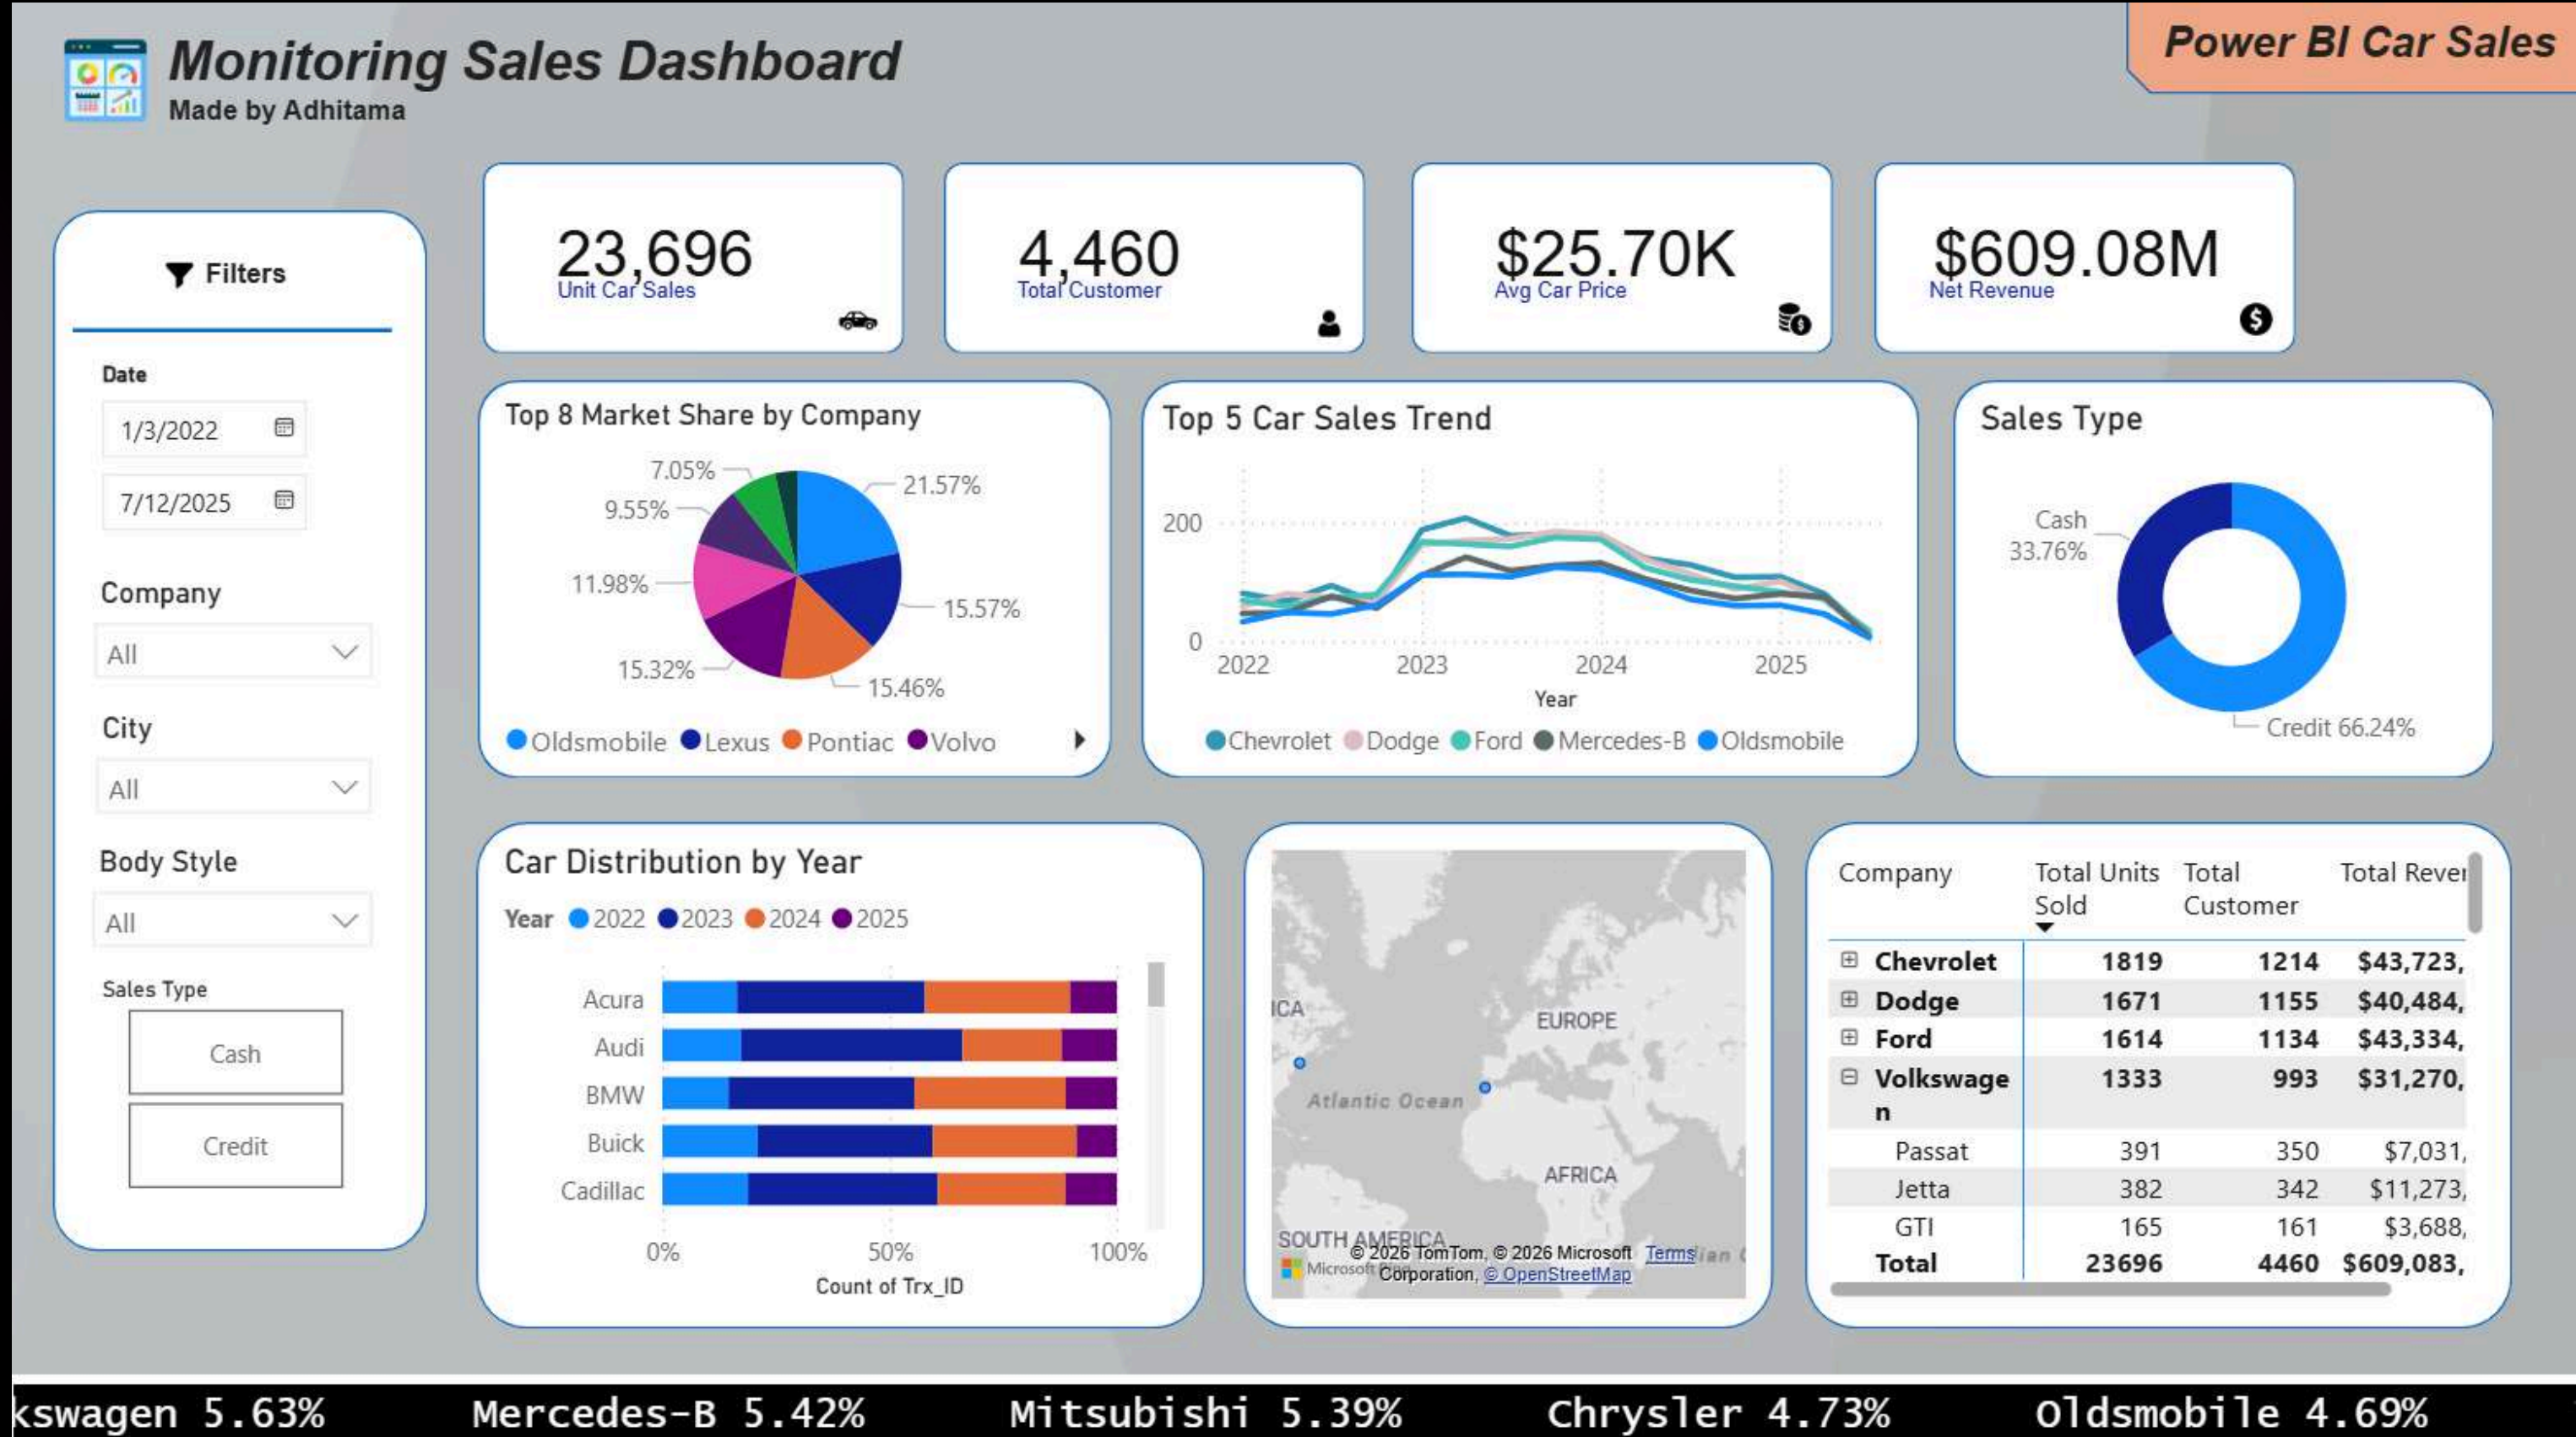 Monitoring Sales Dashboard
Made by Adhitama
Power BI Car Sales
Filters
Date
1/3/2022
7/12/2025
Company
All
City
All
Body Style
All
Sales Type
Cash
Credit
23,696
Unit Car Sales
4,460
Total Customer
$25.70K
Avg Car Price
$609.08M
Net Revenue
Top 8 Market Share by Company
7.05%
21.57%
9.55%
11.98%
15.57%
15.32%
15.46%
Oldsmobile Lexus Pontiac Volvo
Top 5 Car Sales Trend
200
0
2022 2023 2024 2025
Year
Chevrolet Dodge Ford Mercedes-B Oldsmobile
Sales Type
Cash
33.76%
Credit 66.24%
Car Distribution by Year
Year 2022 2023 2024 2025
Acura
Audi
BMW
Buick
Cadillac
0% 50% 100%
Count of Trx_ID
ICA
EUROPE
Atlantic Ocean
AFRICA
SOUTH AMERICA
© 2026 TomTom, © 2026 Microsoft Terms
Microsoft
Corporation, © OpenStreetMap
Company Total Units Total Total Rever
Sold Customer
Chevrolet 1819 1214 $43,723,
Dodge 1671 1155 $40,484,
Ford 1614 1134 $43,334,
Volkswage 1333 993 $31,270,
n
Passat 391 350 $7,031,
Jetta 382 342 $11,273,
GTI 165 161 $3,688,
Total 23696 4460 $609,083,
kswagen 5.63% Mercedes-B 5.42% Mitsubishi 5.39% Chrysler 4.73% Oldsmobile 4.69%